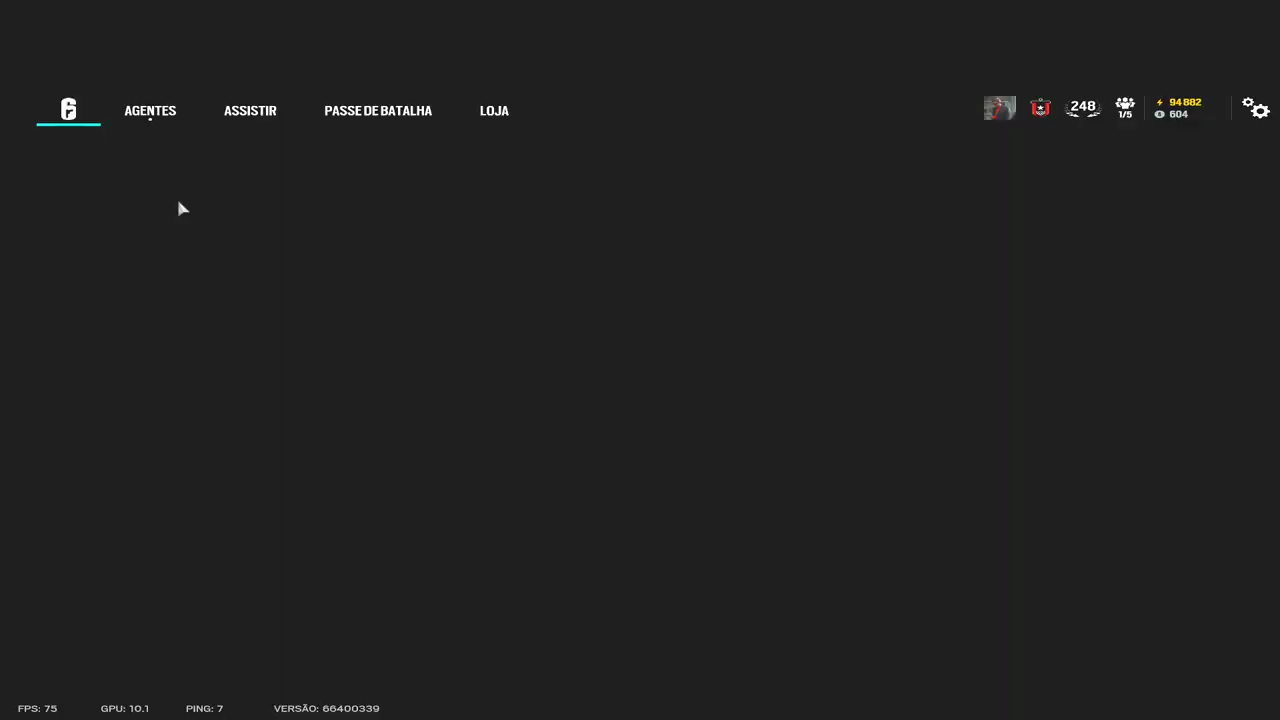 AGENTES ASSISTIR PASSE DE BATALHA LOJA 248 1/5 94 882
604
FPS: 75 GPU: 10.1 PING: 7 VERSÃO: 66400339